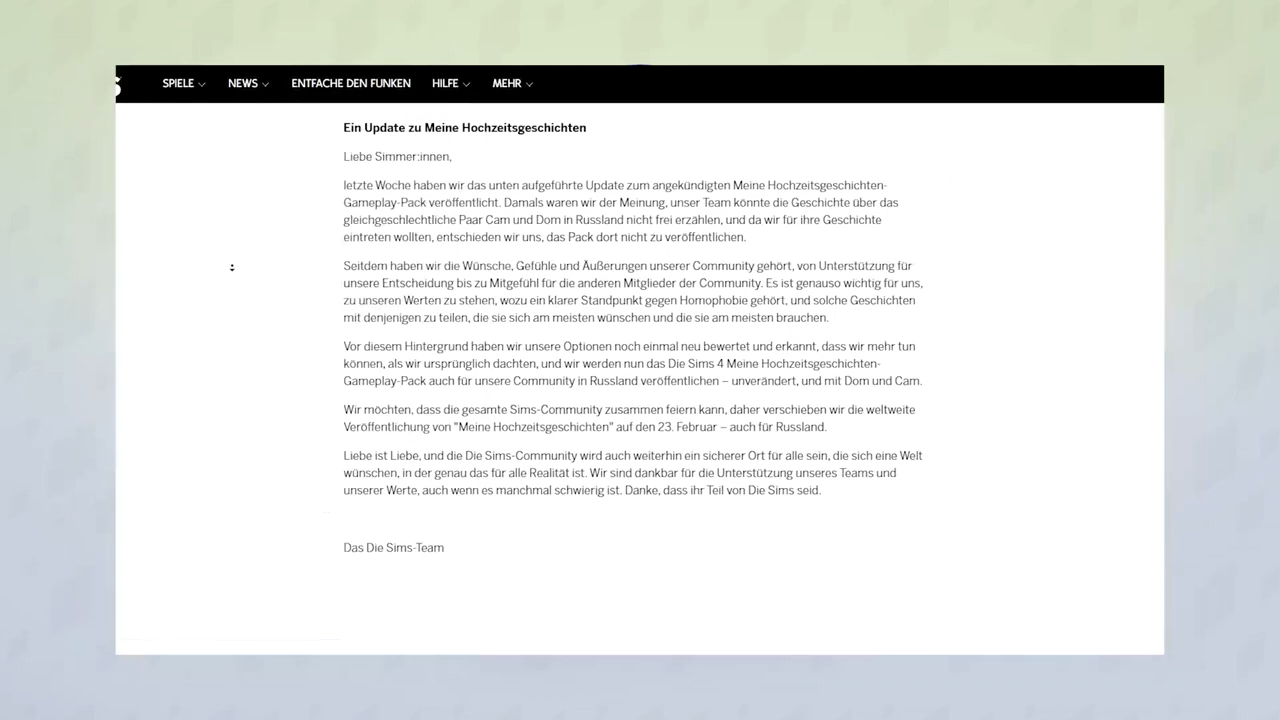 SPIELE NEWS ENTFACHE DEN FUNKEN HILFE MEHR
Ein Update zu Meine Hochzeitsgeschichten
Liebe Simmer:innen,
letzte Woche haben wir das unten aufgeführte Update zum angekündigten Meine Hochzeitsgeschichten-
Gameplay-Pack veröffentlicht. Damals waren wir der Meinung, unser Team könnte die Geschichte über das
gleichgeschlechtliche Paar Cam und Dom in Russland nicht frei erzählen, und da wir für ihre Geschichte
eintreten wollten, entschieden wir uns, das Pack dort nicht zu veröffentlichen.
Seitdem haben wir die Wünsche, Gefühle und Äußerungen unserer Community gehört, von Unterstützung für
unsere Entscheidung bis zu Mitgefühl für die anderen Mitglieder der Community. Es ist genauso wichtig für uns,
zu unseren Werten zu stehen, wozu ein klarer Standpunkt gegen Homophobie gehört, und solche Geschichten
mit denjenigen zu teilen, die sie sich am meisten wünschen und die sie am meisten brauchen.
Vor diesem Hintergrund haben wir unsere Optionen noch einmal neu bewertet und erkannt, dass wir mehr tun
können, als wir ursprünglich dachten, und wir werden nun das Die Sims 4 Meine Hochzeitsgeschichten-
Gameplay-Pack auch für unsere Community in Russland veröffentlichen – unverändert, und mit Dom und Cam.
Wir möchten, dass die gesamte Sims-Community zusammen feiern kann, daher verschieben wir die weltweite
Veröffentlichung von "Meine Hochzeitsgeschichten" auf den 23. Februar – auch für Russland.
Liebe ist Liebe, und die Die Sims-Community wird auch weiterhin ein sicherer Ort für alle sein, die sich eine Welt
wünschen, in der genau das für alle Realität ist. Wir sind dankbar für die Unterstützung unseres Teams und
unserer Werte, auch wenn es manchmal schwierig ist. Danke, dass ihr Teil von Die Sims seid.
Das Die Sims-Team